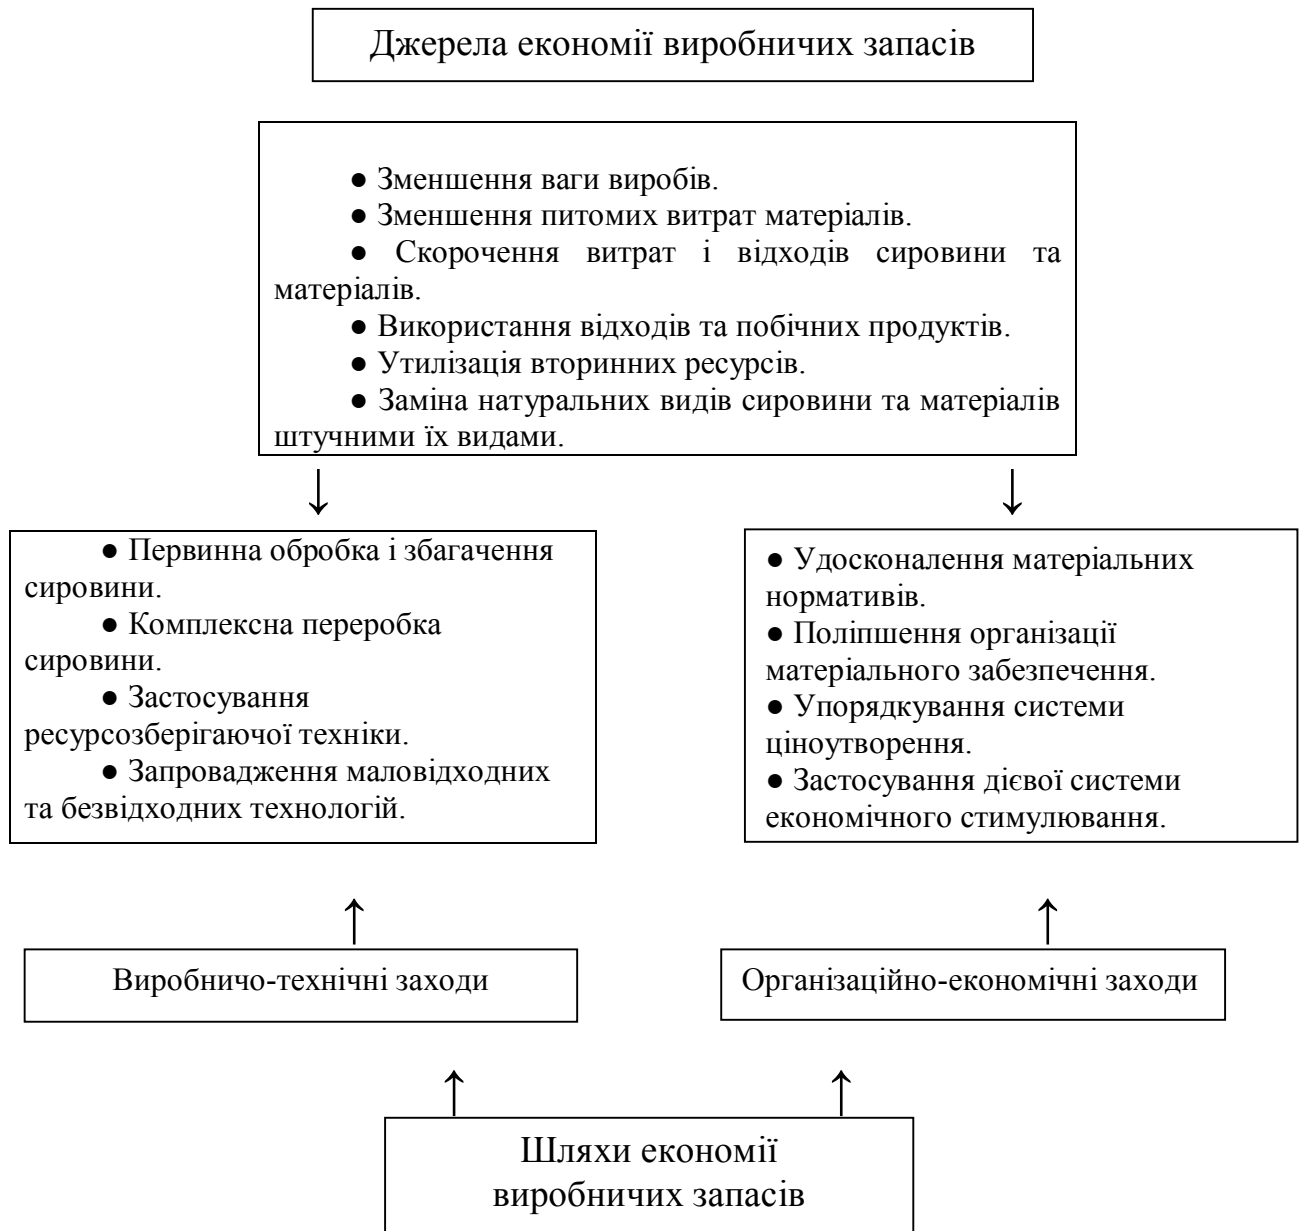 Джерела економії виробничих запасів
● Зменшення ваги виробів.
● Зменшення питомих витрат матеріалів.
● Скорочення витрат і відходів сировини та
матеріалів.
● Використання відходів та побічних продуктів.
● Утилізація вторинних ресурсів.
● Заміна натуральних видів сировини та матеріалів
штучними їх видами.
● Первинна обробка і збагачення
сировини.
● Комплексна переробка
сировини.
● Застосування
ресурсозберігаючої техніки.
● Запровадження маловідходних
та безвідходних технологій.
● Удосконалення матеріальних
нормативів.
● Поліпшення організації
матеріального забезпечення.
● Упорядкування системи
ціноутворення.
● Застосування дієвої системи
економічного стимулювання.
Виробничо-технічні заходи
Організаційно-економічні заходи
Шляхи економії
виробничих запасів